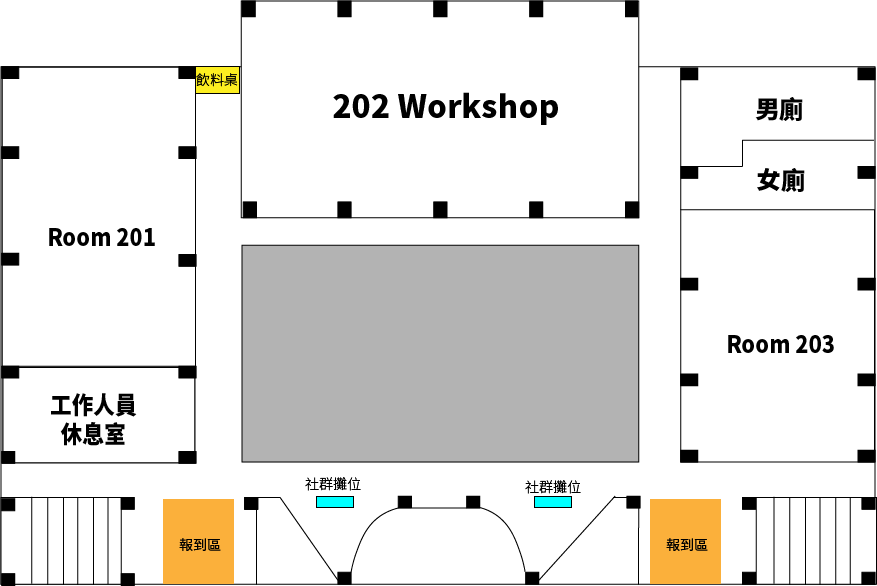 飲料桌
202 Workshop
男廁
女廁
Room 201
Room 203
工作人員
休息室
社群攤位
社群攤位
報到區
報到區